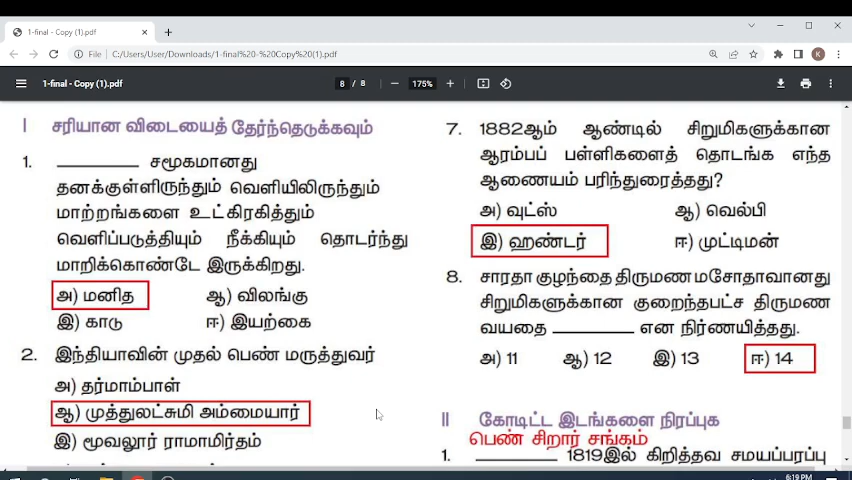 1-final - Copy (1).pdf
File
C:/Users/User/Downloads/1-final%20-%20Copy%20(1).pdf
K
1-final - Copy (1).pdf
8 / 8
175%
I சரியான விடையைத் தேர்ந்தெடுக்கவும்
1. ________ சமூகமானது
தனக்குள்ளிருந்தும் வெளியிலிருந்தும்
மாற்றங்களை உட்கிரகித்தும்
வெளிப்படுத்தியும் நீக்கியும் தொடர்ந்து
மாறிக்கொண்டே இருக்கிறது.
அ) மனித ஆ) விலங்கு
இ) காடு ஈ) இயற்கை
2. இந்தியாவின் முதல் பெண் மருத்துவர்
அ) தர்மாம்பாள்
ஆ) முத்துலட்சுமி அம்மையார்
இ) மூவலூர் ராமாமிர்தம்
7. 1882ஆம் ஆண்டில் சிறுமிகளுக்கான
ஆரம்பப் பள்ளிகளைத் தொடங்க எந்த
ஆணையம் பரிந்துரைத்தது?
அ) வுட்ஸ் ஆ) வெல்பி
இ) ஹண்டர் ஈ) முட்டிமன்
8. சாரதா குழந்தை திருமண மசோதாவானது
சிறுமிகளுக்கான குறைந்தபட்ச திருமண
வயதை ________ என நிர்ணயித்தது.
அ) 11 ஆ) 12 இ) 13 ஈ) 14
II கோடிட்ட இடங்களை நிரப்புக
பெண் சிறார் சங்கம்
1. ________ 1819இல் கிறித்தவ சமயப்பரப்பு
6:19 PM